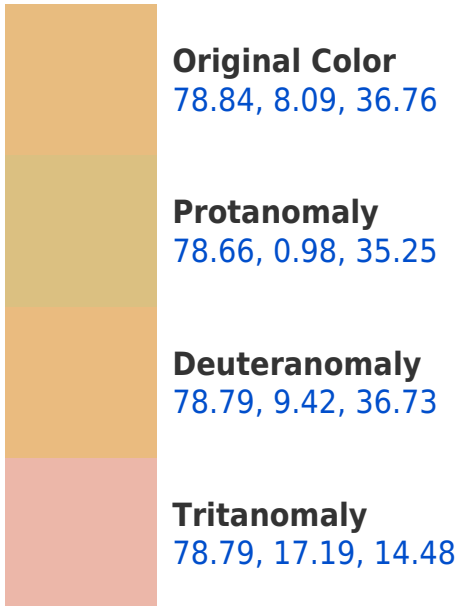 Original Color
78.84, 8.09, 36.76
Protanomaly
78.66, 0.98, 35.25
Deuteranomaly
78.79, 9.42, 36.73
Tritanomaly
78.79, 17.19, 14.48